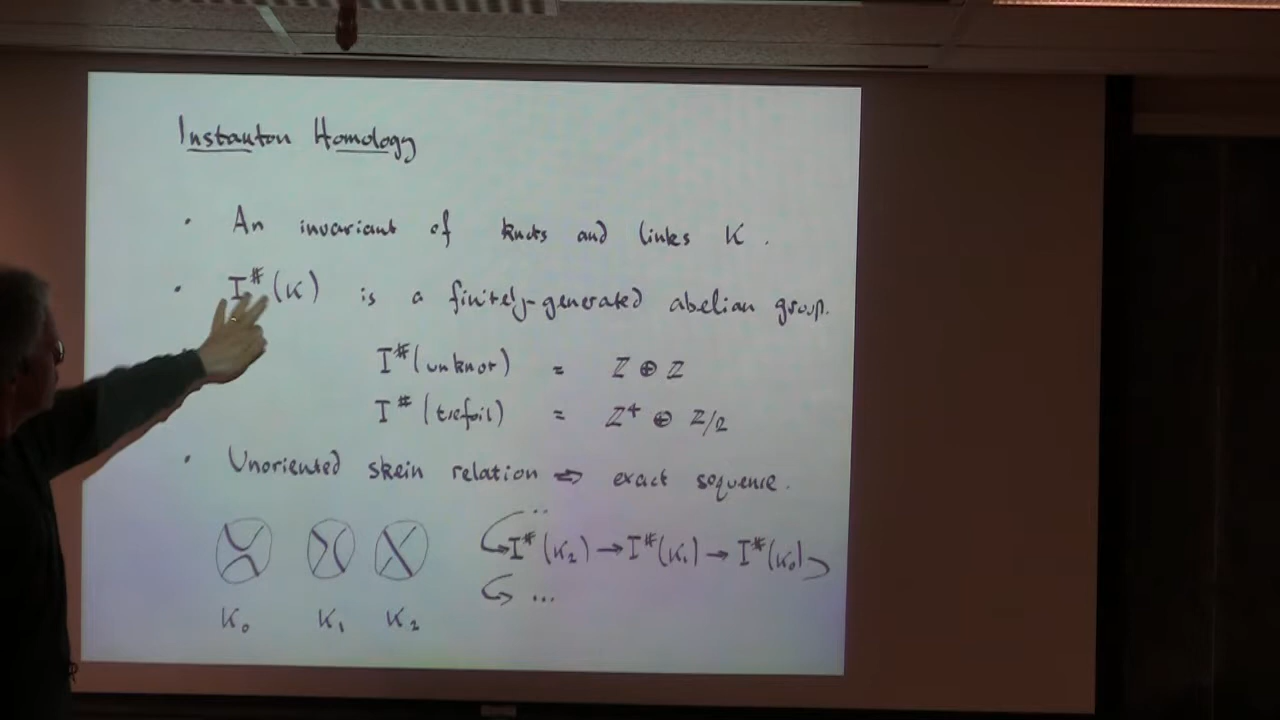 Instanton Homology
· An invariant of knots and links K .
· I#(K) is a finitely-generated abelian group.
I#(unknot) = ℤ ⊕ ℤ
I#(trefoil) = ℤ⁴ ⊕ ℤ/2
· Unoriented skein relation ⇒ exact sequence.
..
↪ I#(K₂) → I#(K₁) → I#(K₀)
↪ ...
K₀ K₁ K₂